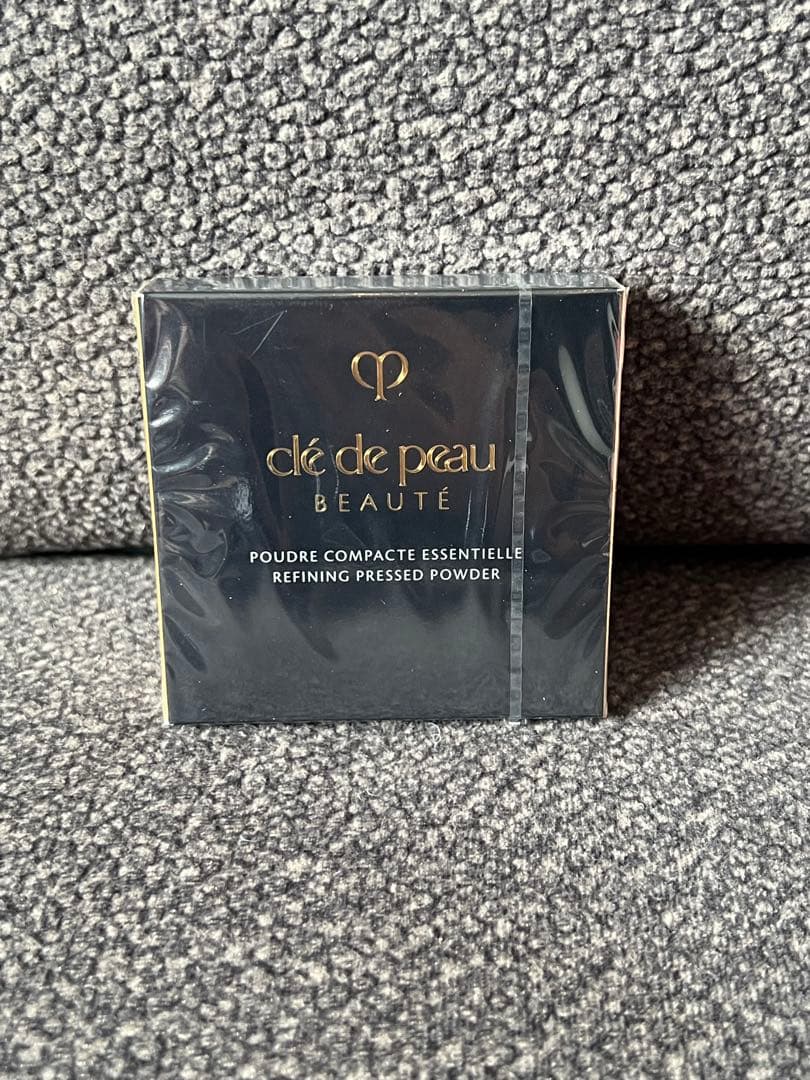 clé de peau
BEAUTÉ
POUDRE COMPACTE ESSENTIELLE
REFINING PRESSED POWDER